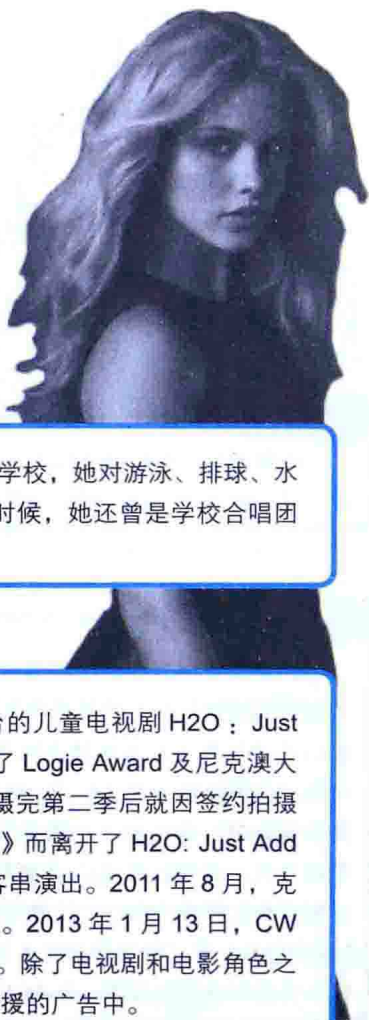 学校，她对游泳、排球、水
时候，她还曾是学校合唱团
台的儿童电视剧 H2O：Just
了 Logie Award 及尼克澳大
摄完第二季后就因签约拍摄
》而离开了 H2O: Just Add
客串演出。2011 年 8 月，克
。2013 年 1 月 13 日，CW
。除了电视剧和电影角色之
援的广告中。